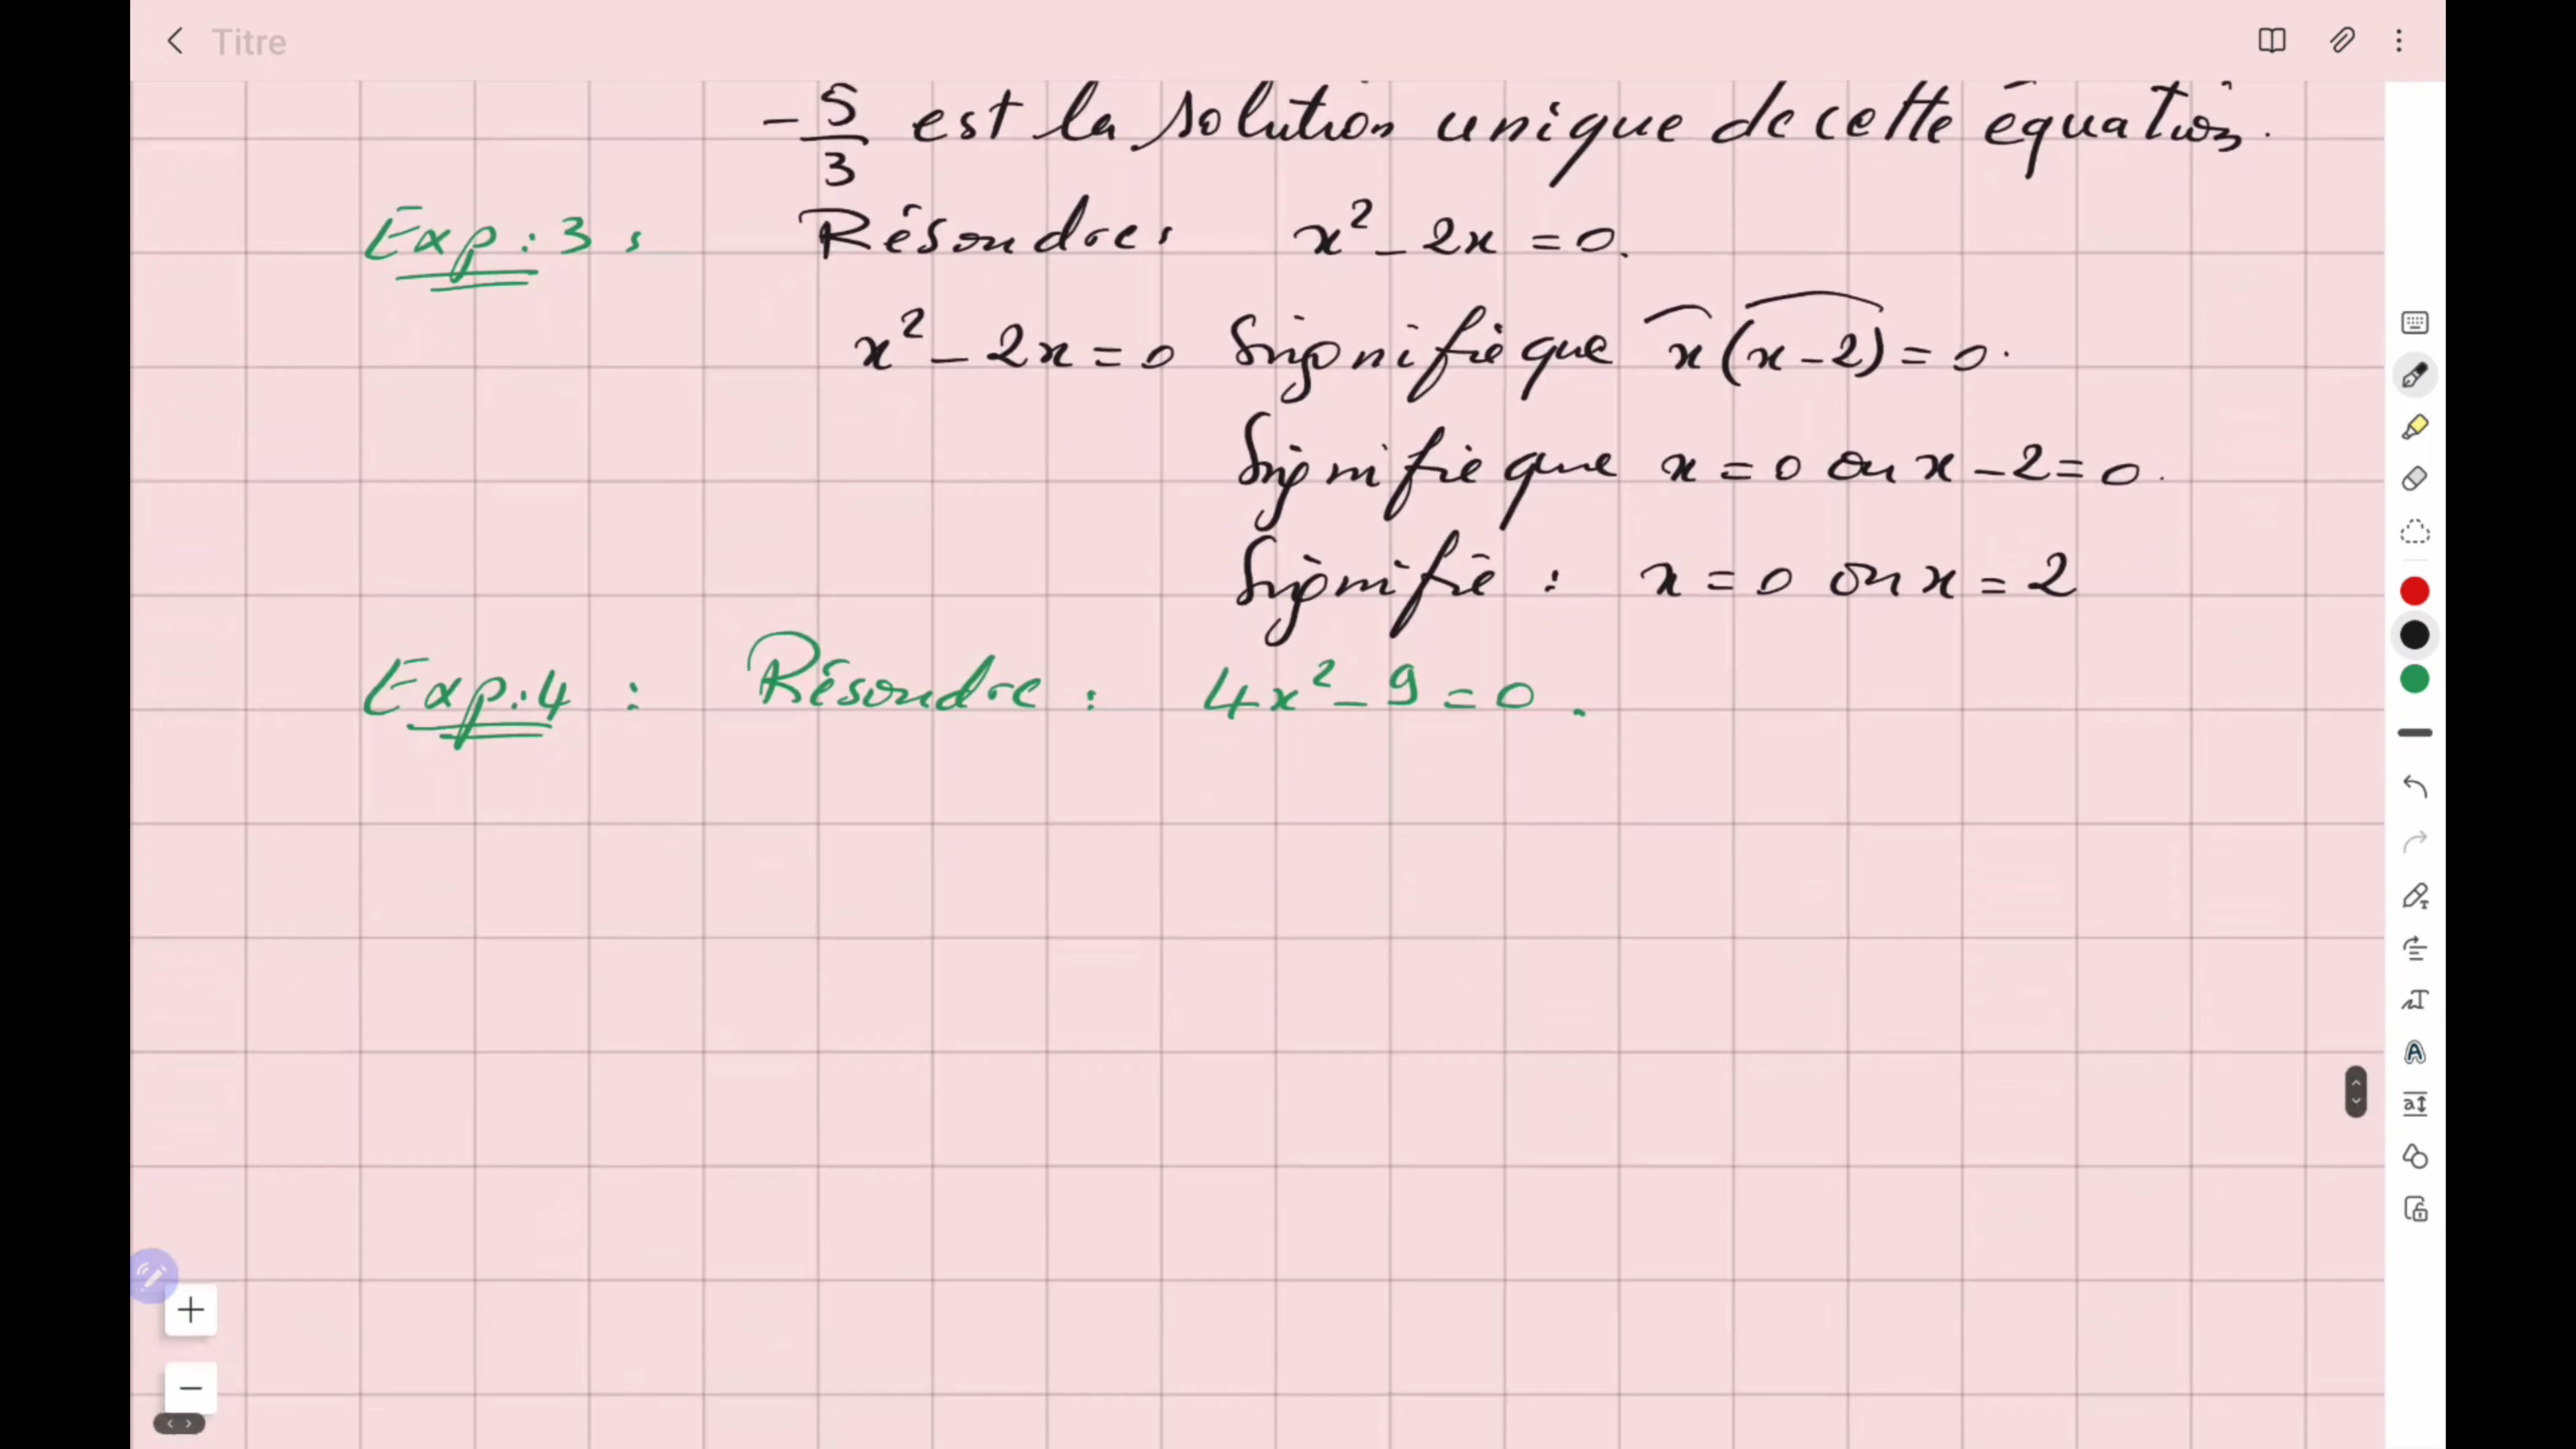 Titre
-5/3 est la solution unique de cette équation.
Exp: 3 : Résoudre : x² - 2x = 0.
x² - 2x = 0 Signifie que x(x-2) = 0.
Signifie que x = 0 ou x - 2 = 0.
Signifie : x = 0 ou x = 2
Exp: 4 : Résoudre : 4x² - 9 = 0.